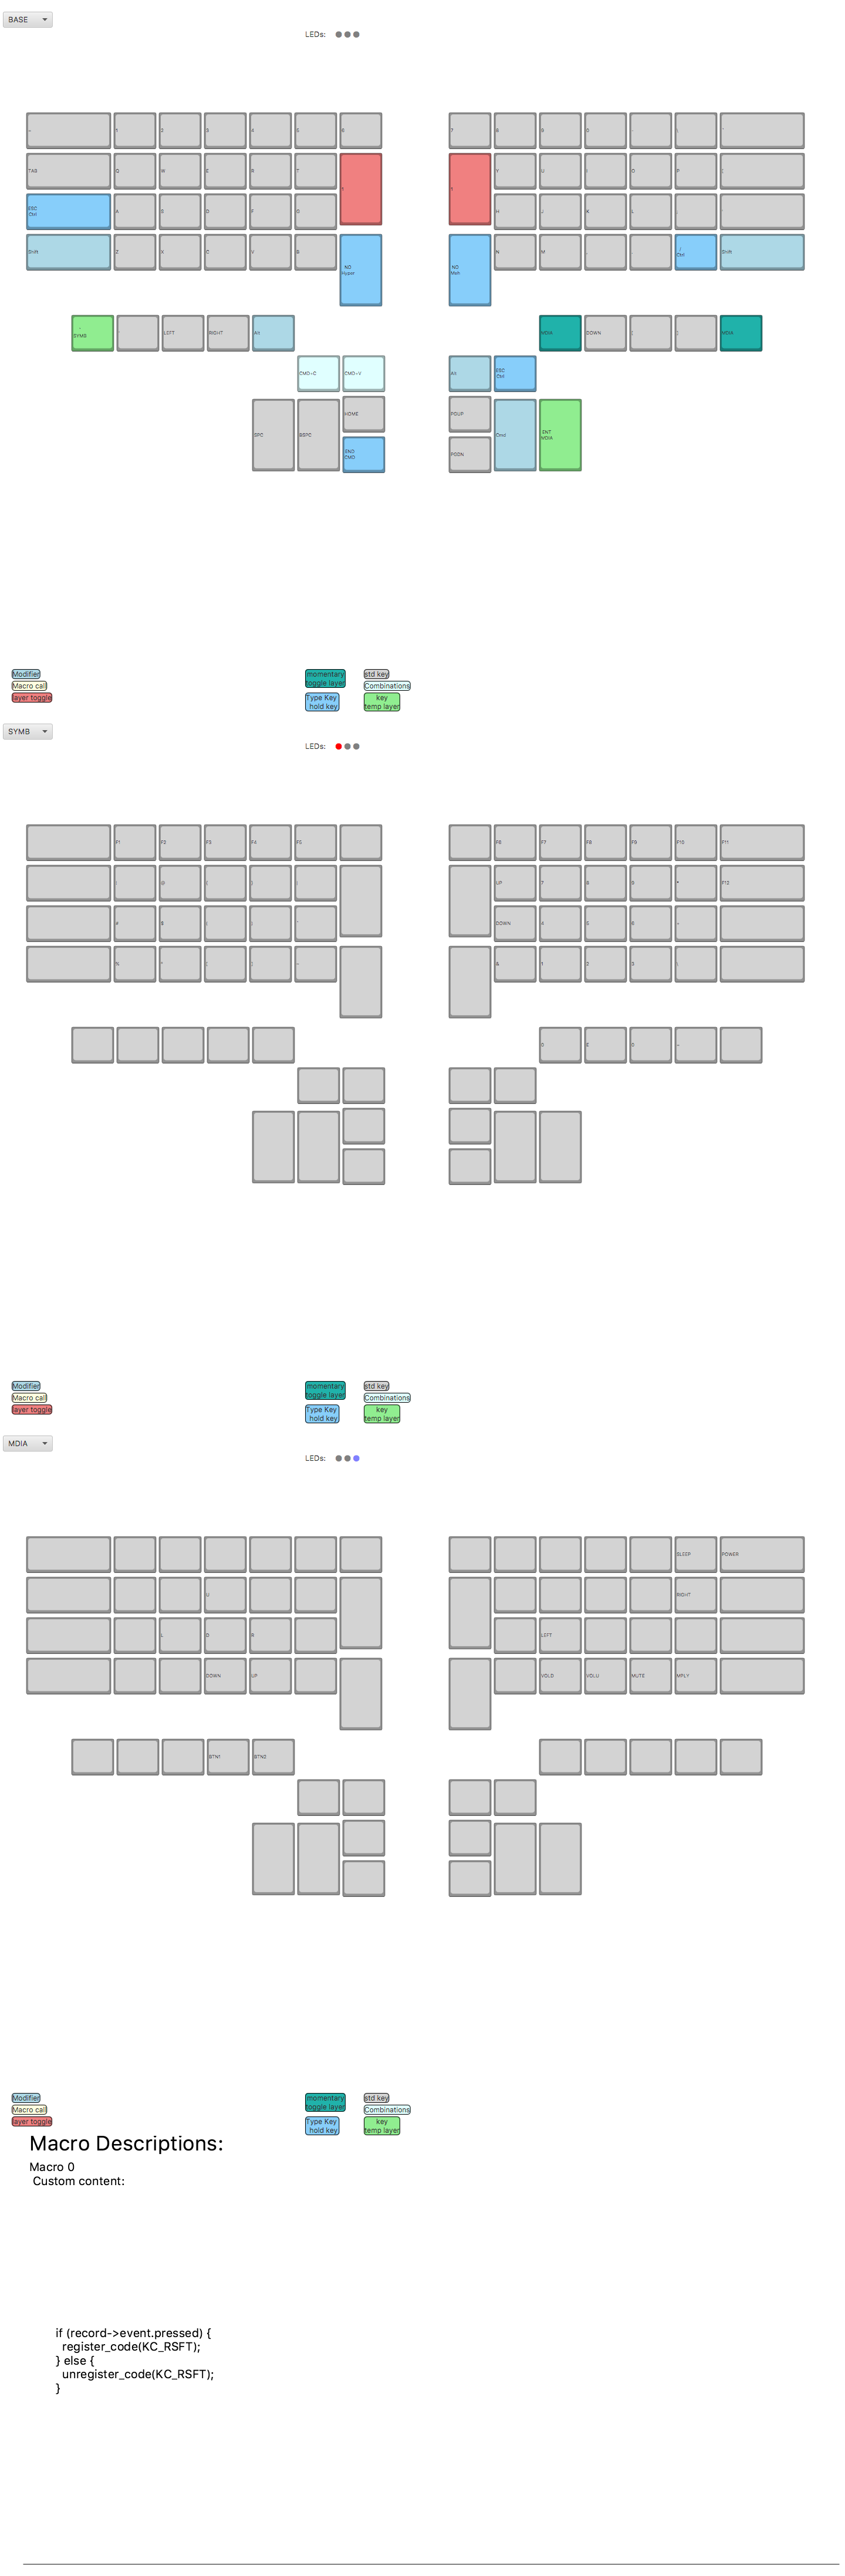 BASE
LEDs:
= 1 2 3 4 5 6 7 8 9 0 -
TAB Q W E R T 1 Y U I O P
ESC
Ctrl
A S D F G H J K L
Shift Z X C V B N M
NO
Hyper
NO
Meh
/
Ctrl
Shift
SYMB
LEFT RIGHT Alt MDIA DOWN [ ] MDIA
CMD+C CMD+V Alt
ESC
Ctrl
SPC BSPC HOME PGUP Cmd
ENT
MDIA
END
CMD
PGDN
Modifier
Macro call
layer toggle
momentary
toggle layer
Type Key
hold key
std key
Combinations
key
temp layer
SYMB
LEDs:
F1 F2 F3 F4 F5 F6 F7 F8 F9 F10 F11
@ UP 7 8 9 * F12
# $ DOWN 4 5 6
% ^ & 1 2 3
Modifier
Macro call
layer toggle
momentary
toggle layer
Type Key
hold key
std key
Combinations
key
temp layer
MDIA
LEDs:
SLEEP POWER
U RIGHT
L D R LEFT
DOWN UP VOLD VOLU MUTE MPLY
BTN1 BTN2
Modifier
Macro call
layer toggle
momentary
toggle layer
Type Key
hold key
std key
Combinations
key
temp layer
Macro Descriptions:
Macro 0
Custom content:
if (record->event.pressed) {
register_code(KC_RSFT);
} else {
unregister_code(KC_RSFT);
}